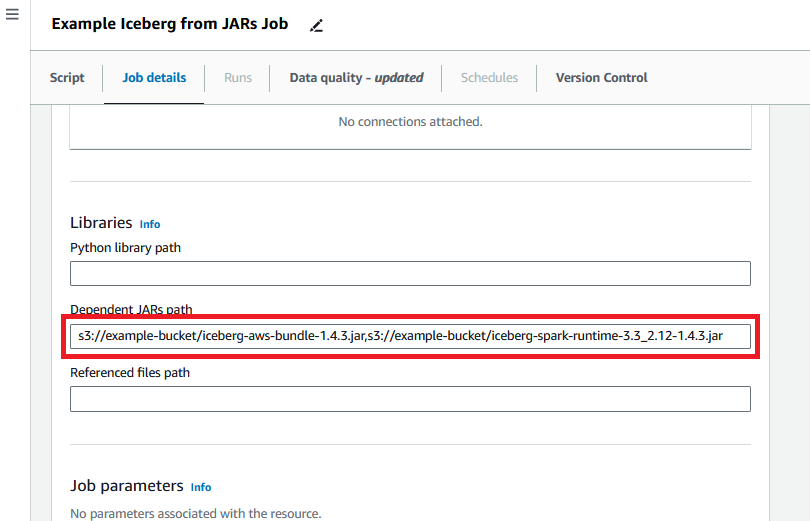 Example Iceberg from JARs Job
Script Job details Runs Data quality - updated Schedules Version Control
No connections attached.
Libraries Info
Python library path
Dependent JARs path
s3://example-bucket/iceberg-aws-bundle-1.4.3.jar,s3://example-bucket/iceberg-spark-runtime-3.3_2.12-1.4.3.jar
Referenced files path
Job parameters Info
No parameters associated with the resource.